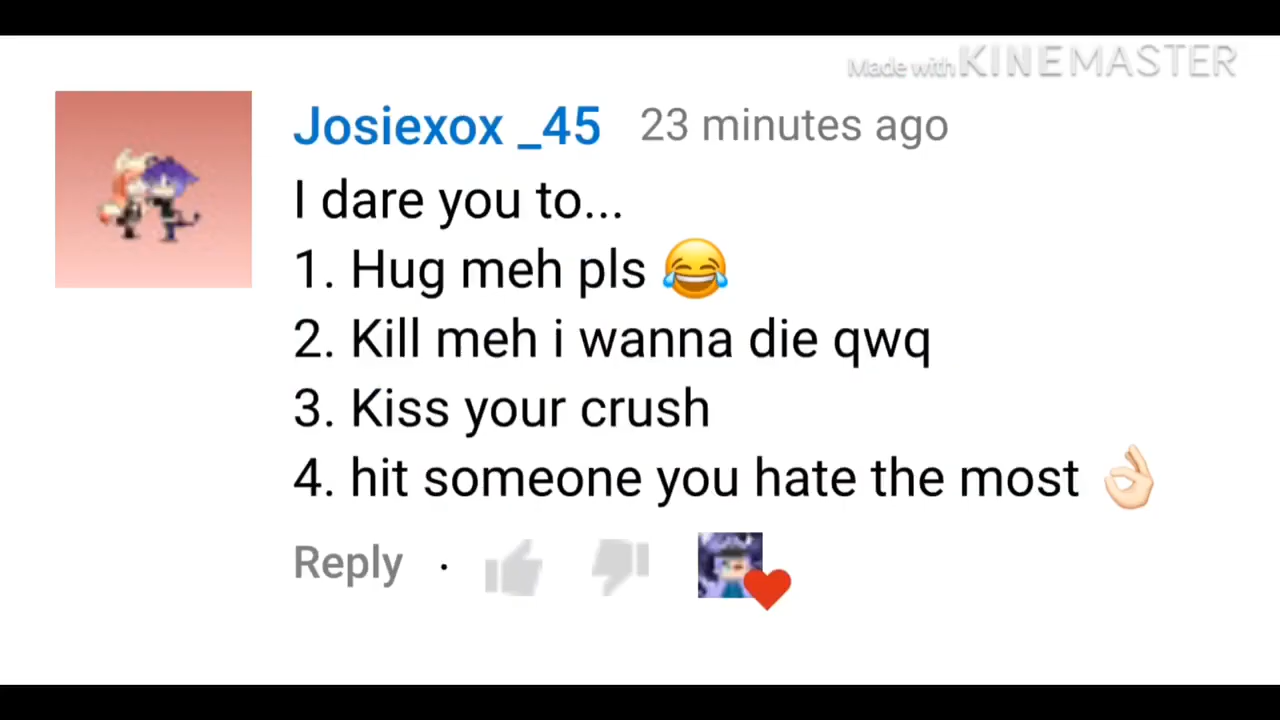 Made with KINEMASTER
Josiexox _45 23 minutes ago
I dare you to...
1. Hug meh pls 😂
2. Kill meh i wanna die qwq
3. Kiss your crush
4. hit someone you hate the most 👌🏻
Reply ·